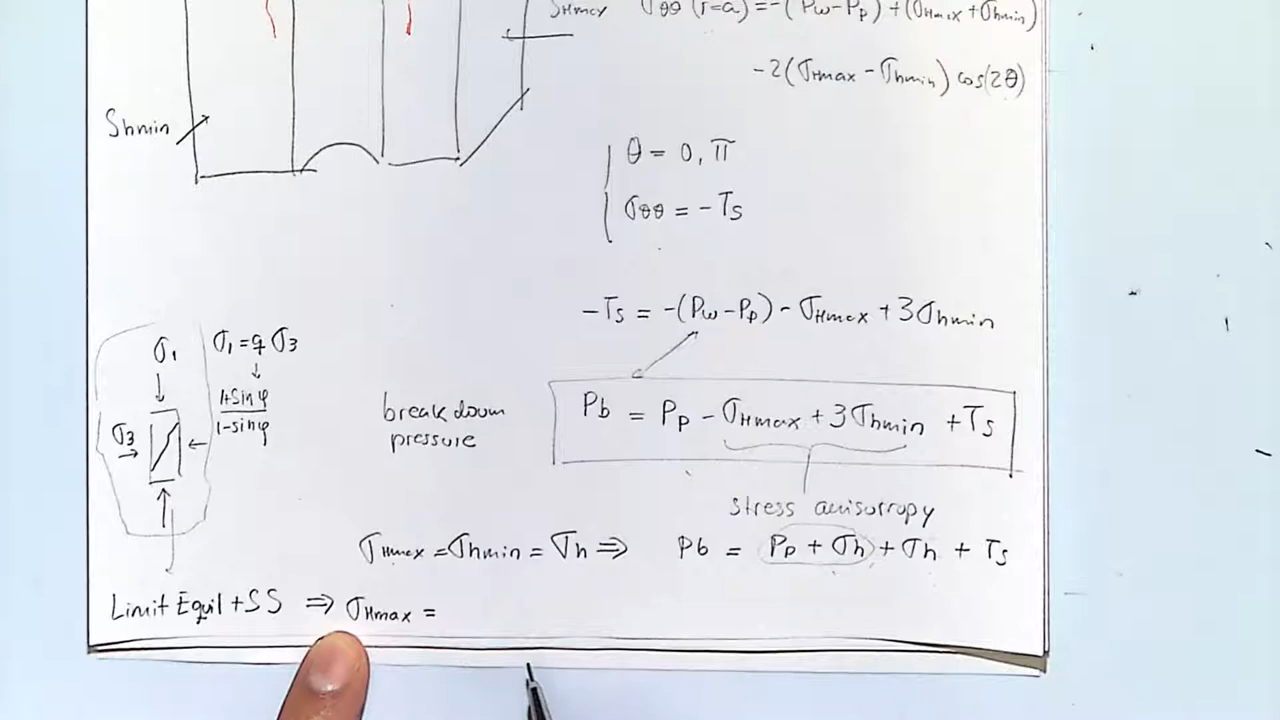 SHmax σθθ (r=a) = -(Pw-Pp) + (σHmax + σhmin)
-2(σHmax - σhmin) cos(2θ)
Shmin
θ = 0, π
σθθ = -Ts
-Ts = -(Pw-Pp) - σHmax + 3σhmin
σ1 σ1 = q σ3
1+sinφ
1-sinφ
σ3
breakdown
pressure
Pb = Pp - σHmax + 3σhmin + Ts
stress anisotropy
σHmax = σhmin = σh ⇒ Pb = Pp + σh + σh + Ts
Limit Equil + SS ⇒ σHmax =